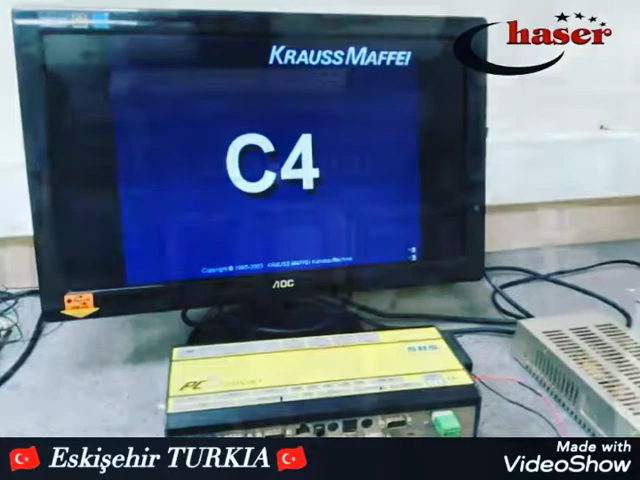 haser
KRAUSS MAFFEI
C4
Copyright © 1995-2003 KRAUSS MAFFEI Kunststofftechnik
AOC
SBS
PC
Eskişehir TURKIA
Made with
VideoShow